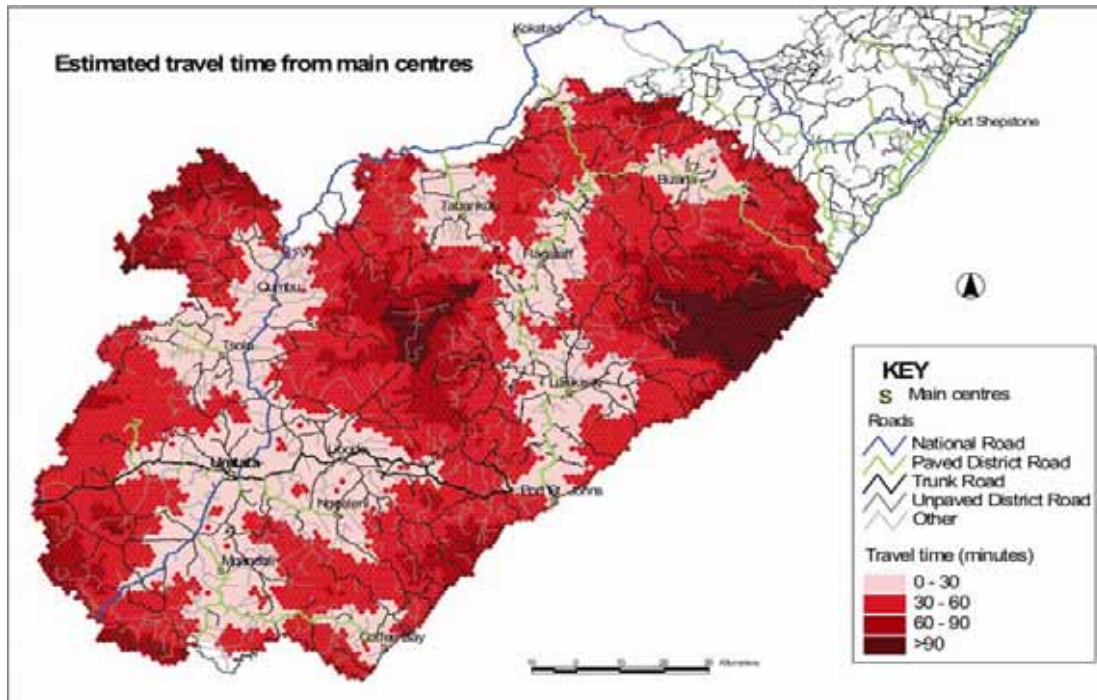 Kokstad
Estimated travel time from main centres
Port Shepstone
Bizana
Tabankulu
Flagstaff
Qumbu
Tsolo
Lusikisiki
Umtata
Libode
Ngqeleni
Port St. Johns
Mqanduli
Coffee Bay
KEY
S Main centres
Roads
National Road
Paved District Road
Trunk Road
Unpaved District Road
Other
Travel time (minutes)
0 - 30
30 - 60
60 - 90
>90
Kilometres